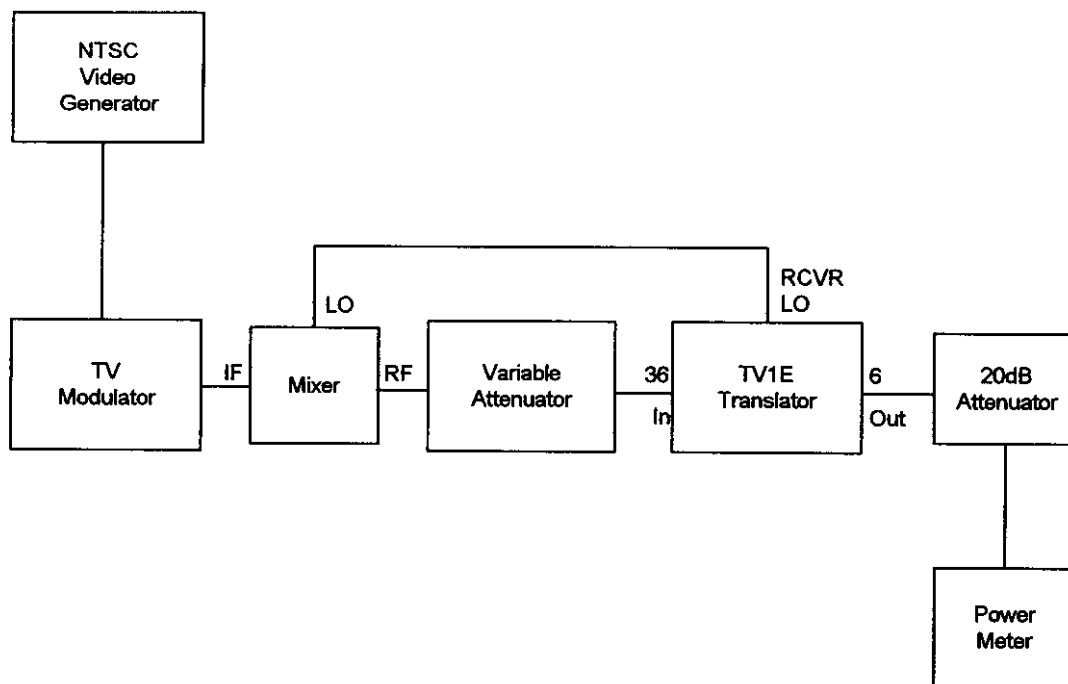 NTSC
Video
Generator
RCVR
LO
LO
TV
Modulator
IF
Mixer
RF
Variable
Attenuator
36
In
TV1E
Translator
6
Out
20dB
Attenuator
Power
Meter